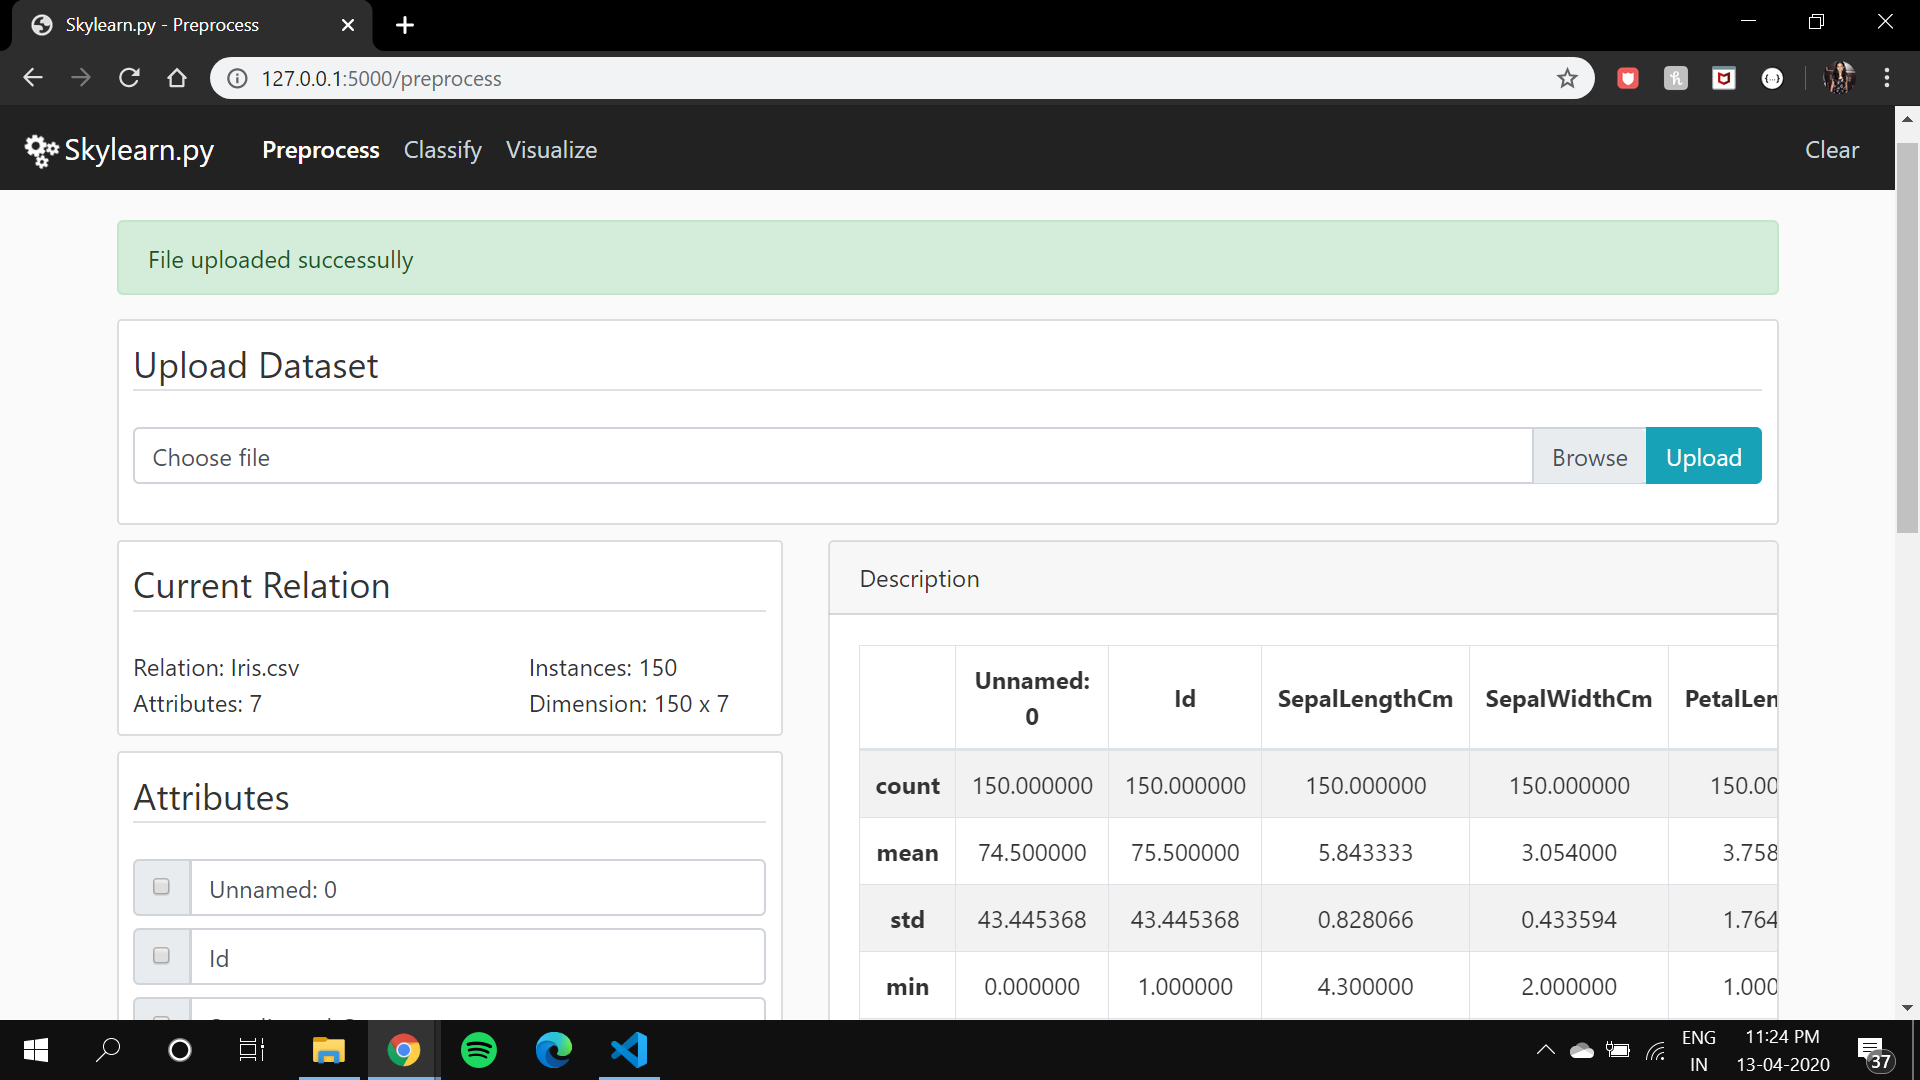 Skylearn.py - Preprocess
127.0.0.1:5000/preprocess
Skylearn.py Preprocess Classify Visualize Clear
File uploaded successully
Upload Dataset
Choose file Browse Upload
Current Relation
Relation: Iris.csv Instances: 150
Attributes: 7 Dimension: 150 x 7
Attributes
Unnamed: 0
Id
Description
Unnamed: 0 Id SepalLengthCm SepalWidthCm PetalLen
count 150.000000 150.000000 150.000000 150.000000 150.00
mean 74.500000 75.500000 5.843333 3.054000 3.758
std 43.445368 43.445368 0.828066 0.433594 1.764
min 0.000000 1.000000 4.300000 2.000000 1.000
ENG 11:24 PM
IN 13-04-2020 37